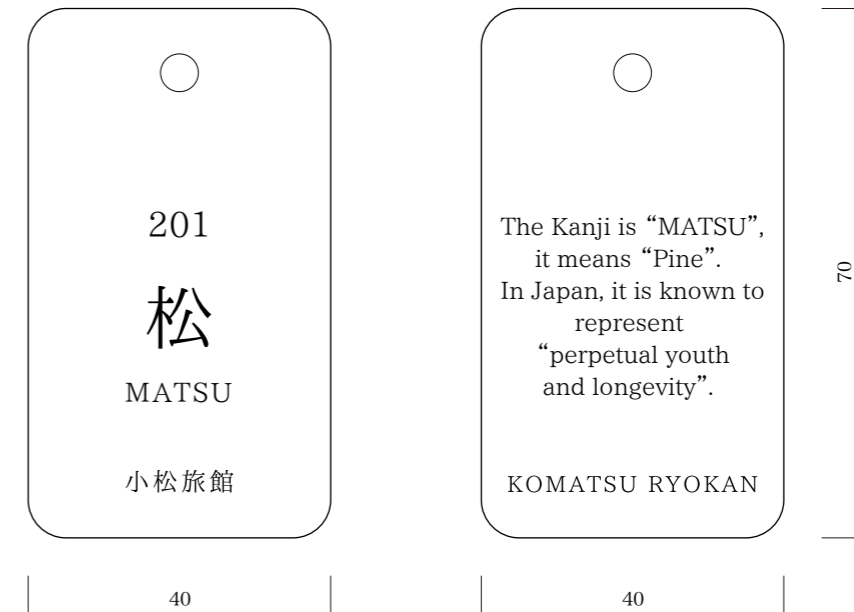 201
松
MATSU
小松旅館
The Kanji is “MATSU”,
it means “Pine”.
In Japan, it is known to
represent
“perpetual youth
and longevity”.
KOMATSU RYOKAN
70
40
40